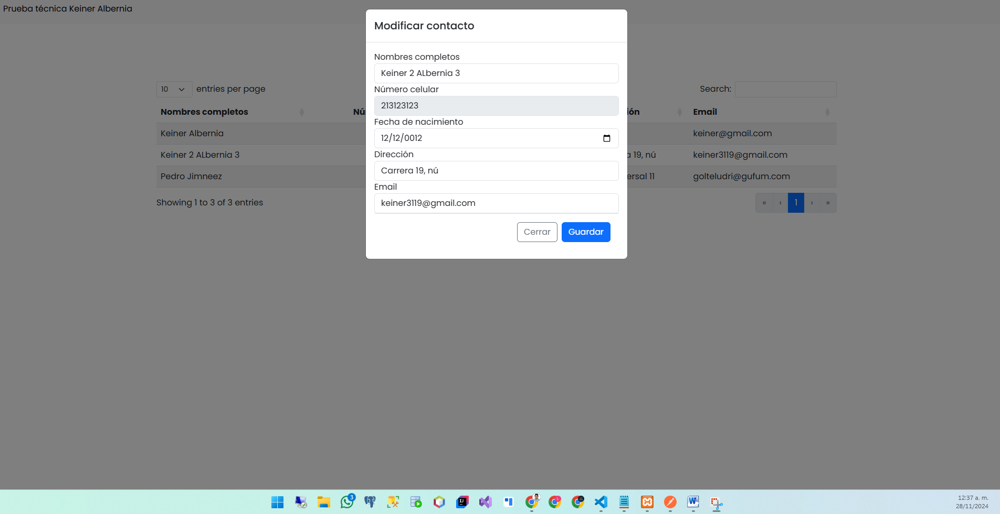 Prueba técnica Keiner Albernia
Modificar contacto
Nombres completos
Keiner 2 ALbernia 3
Número celular
213123123
Fecha de nacimiento
12/12/0012
Dirección
Carrera 19, nú
Email
keiner3119@gmail.com
Cerrar Guardar
10 entries per page
Search:
Nombres completos Nú ión Email
Keiner Albernia keiner@gmail.com
Keiner 2 ALbernia 3 a 19, nú keiner3119@gmail.com
Pedro Jimneez ersal 11 golteludri@gufum.com
Showing 1 to 3 of 3 entries
« ‹ 1 › »
3
12:37 a. m.
28/11/2024